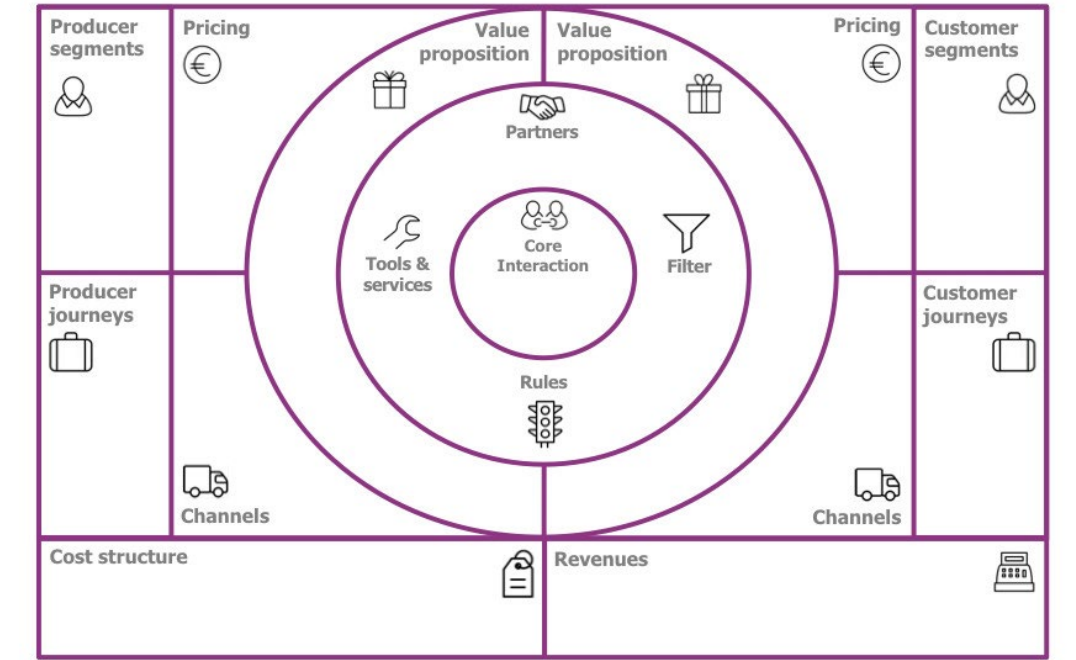 Producer
segments
Pricing
Value
proposition
Value
proposition
Pricing
Customer
segments
Partners
Tools &
services
Core
Interaction
Filter
Producer
journeys
Customer
journeys
Rules
Channels
Channels
Cost structure
Revenues